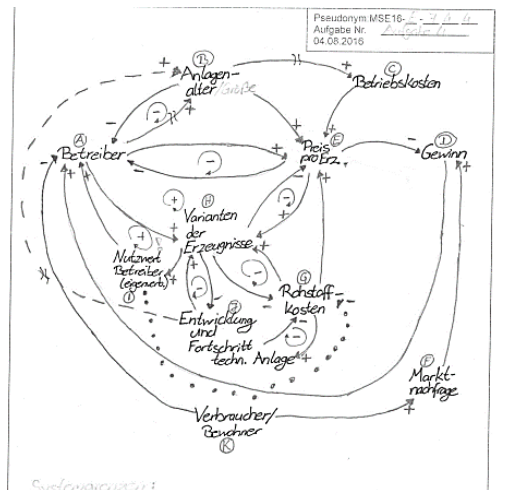 Pseudonym MSE16-
Aufgabe Nr.
04.08.2016
B
Anlagen-
alter/Größe
C
Betriebskosten
A
Betreiber
E
Preis
pro Erz.
D
Gewinn
H
Varianten
der
Erzeugnisse
Nutzwert
Betreiber
(eigenart.)
G
Rohstoff-
kosten
Entwicklung
und
Fortschritt
techn. Anlage
F
Markt-
nachfrage
Verbraucher/
Bewohner
K